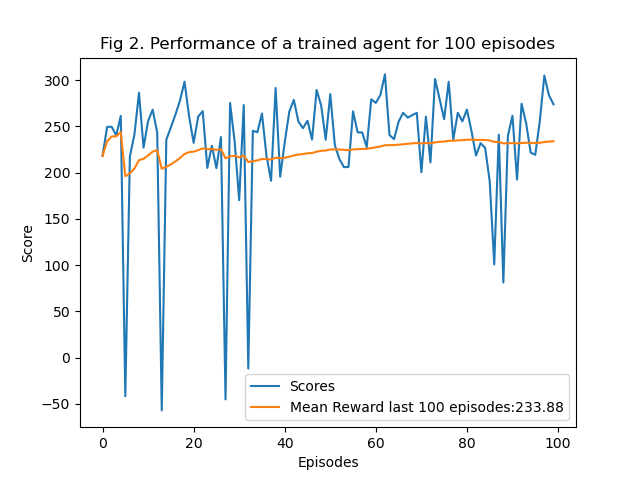 Fig 2. Performance of a trained agent for 100 episodes
300
250
200
150
100
50
0
−50
Score
Scores
Mean Reward last 100 episodes:233.88
0 20 40 60 80 100
Episodes